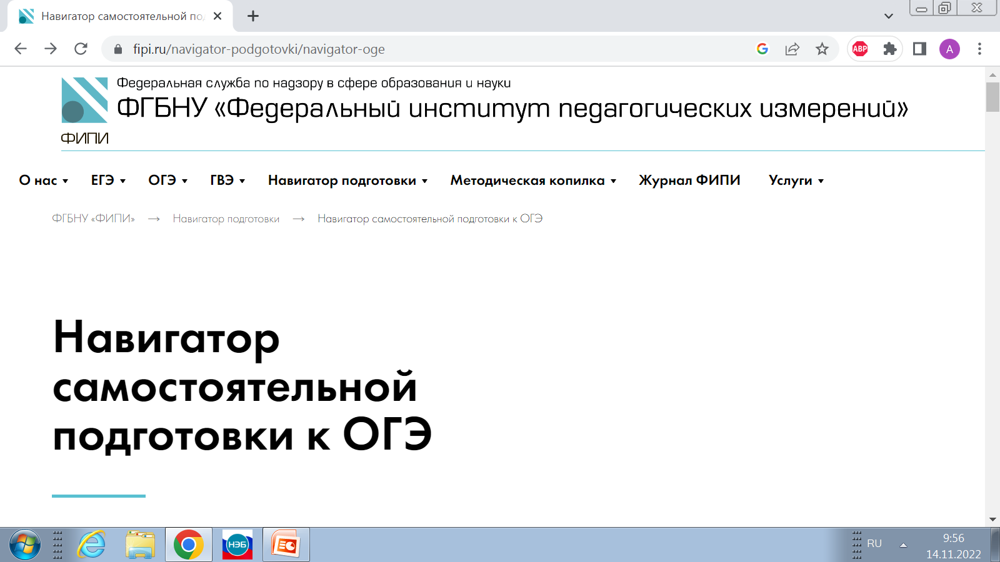 Навигатор самостоятельной по
fipi.ru/navigator-podgotovki/navigator-oge
ABP
A
Федеральная служба по надзору в сфере образования и науки
ФГБНУ «Федеральный институт педагогических измерений»
ФИПИ
О нас ЕГЭ ОГЭ ГВЭ Навигатор подготовки Методическая копилка Журнал ФИПИ Услуги
ФГБНУ «ФИПИ» → Навигатор подготовки → Навигатор самостоятельной подготовки к ОГЭ
Навигатор
самостоятельной
подготовки к ОГЭ
НЭБ
RU
9:56
14.11.2022